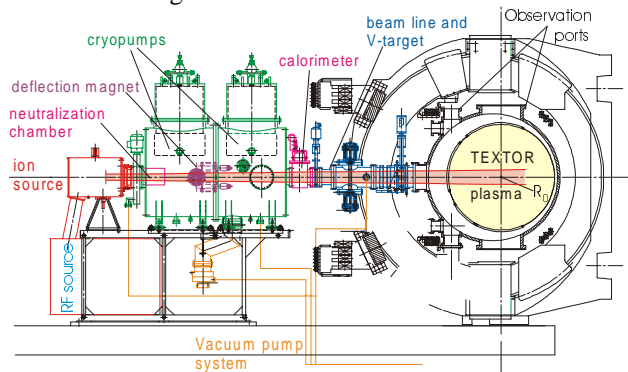 beam line and
V-target
Observation
ports
cryopumps
calorimeter
deflection magnet
neutralization
chamber
ion
source
TEXTOR
plasma
R0
RF source
Vacuum pump
system